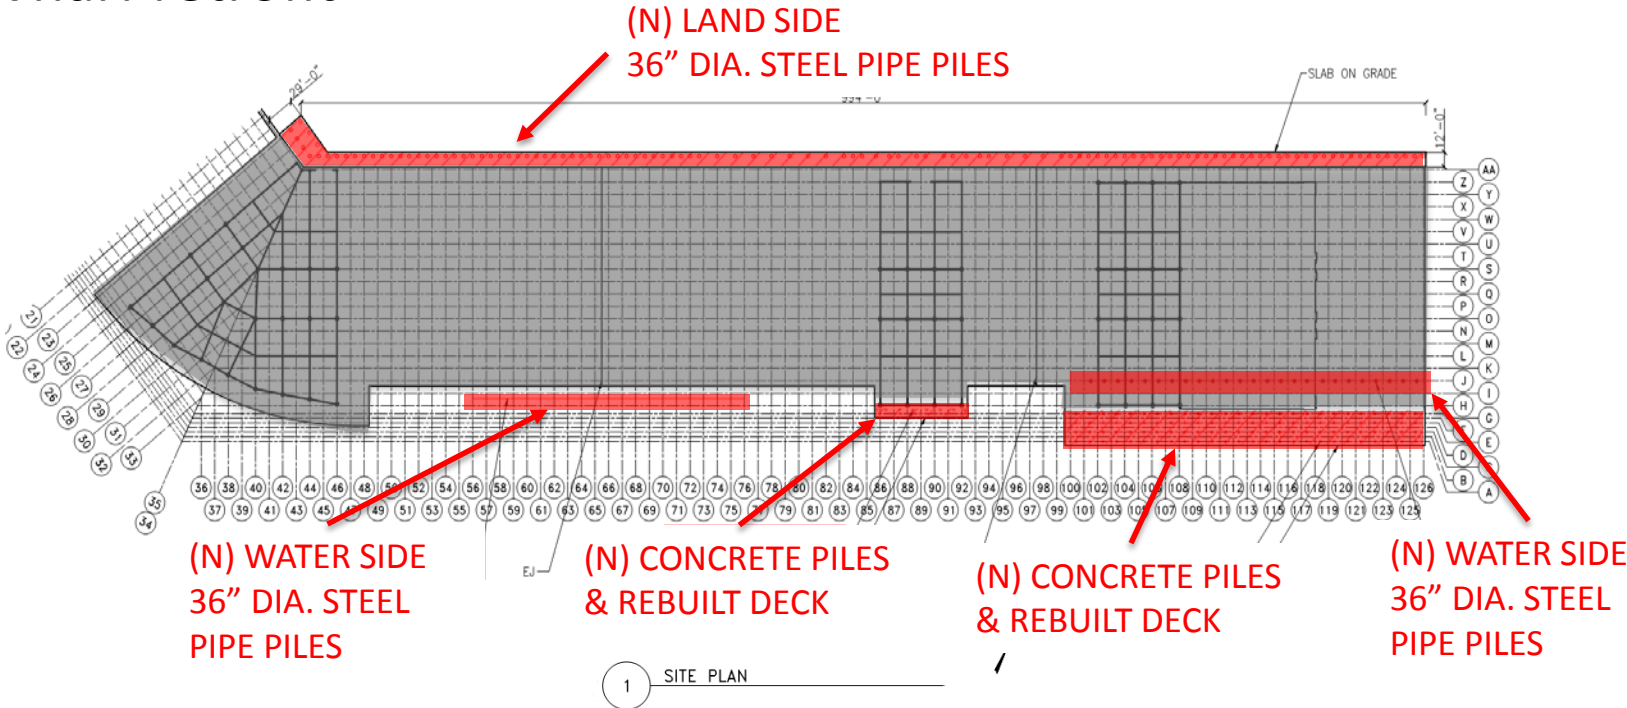 (N) LAND SIDE
36” DIA. STEEL PIPE PILES
29'-0"
994'-0
SLAB ON GRADE
12'-0"
AA
Z
Y
X
W
V
U
T
S
R
Q
P
O
N
M
L
K
J
I
H
G
E
D
B
A
21
22
23
24
25
26
27
28
29
30
31
32
33
34
35
36 38 40 42 44 46 48 50 52 54 56 58 60 62 64 66 68 70 72 74 76 78 80 82 84 86 88 90 92 94 96 98 100 102 104 106 108 110 112 114 116 118 120 122 124 126
37 39 41 43 45 47 49 51 53 55 57 59 61 63 65 67 69 71 73 75 77 79 81 83 85 87 89 91 93 95 97 99 101 103 105 107 109 111 113 115 117 119 121 123 125
(N) WATER SIDE
36” DIA. STEEL
PIPE PILES
EJ
(N) CONCRETE PILES
& REBUILT DECK
(N) CONCRETE PILES
& REBUILT DECK
(N) WATER SIDE
36” DIA. STEEL
PIPE PILES
1 SITE PLAN